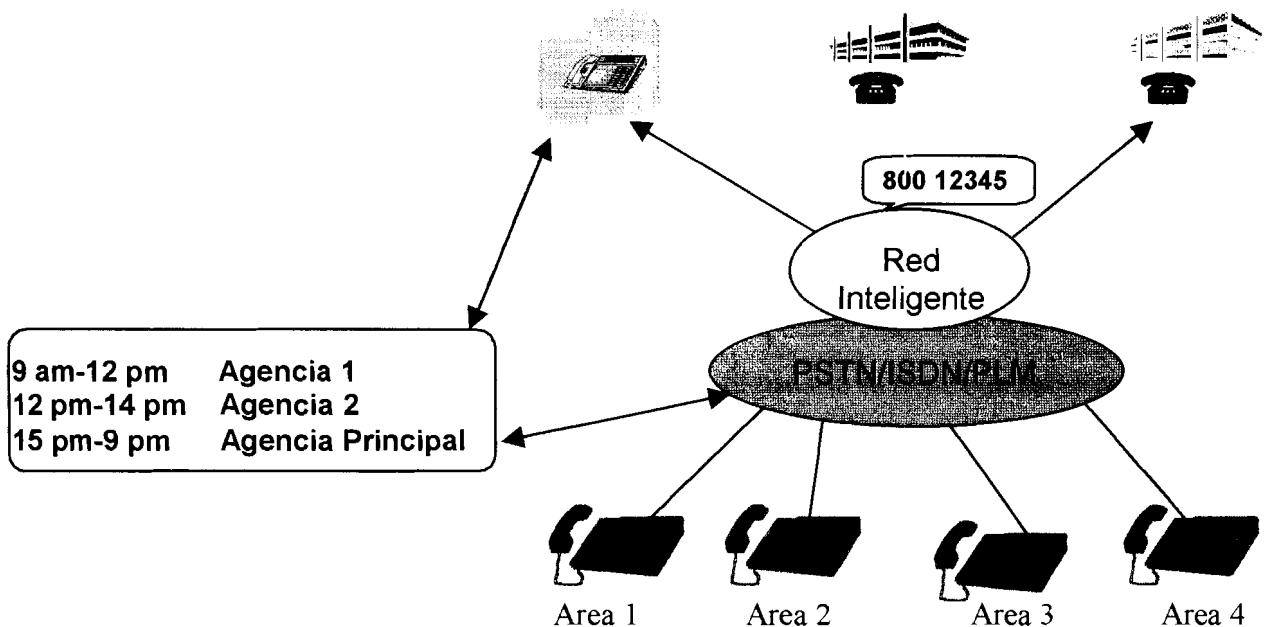 800 12345
Red
Inteligente
PSTN/ISDN/PLM
9 am-12 pm Agencia 1
12 pm-14 pm Agencia 2
15 pm-9 pm Agencia Principal
Area 1
Area 2
Area 3
Area 4